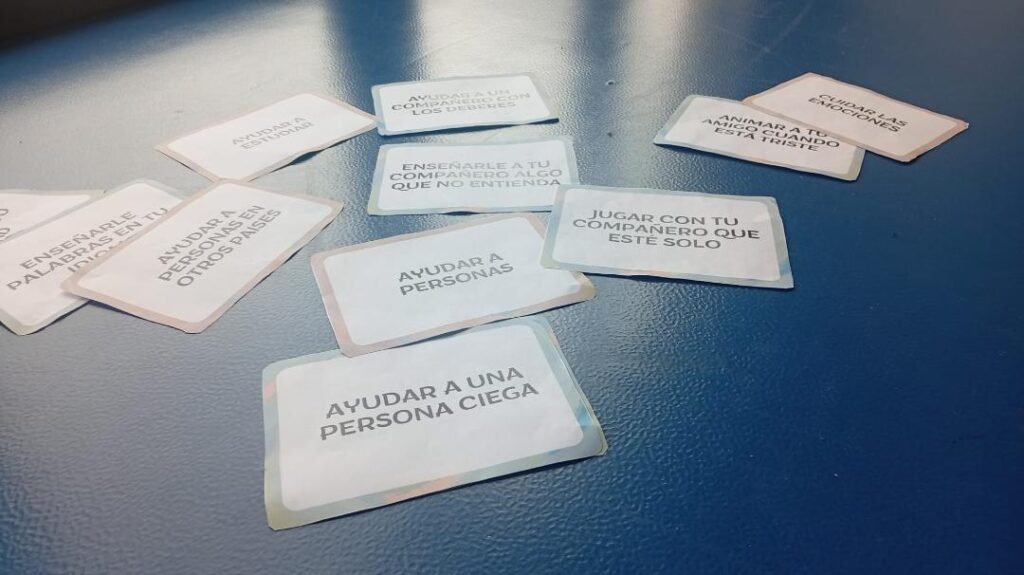 AYUDAR A UN
COMPAÑERO CON
LOS DEBERES
CUIDAR LAS
EMOCIONES
AYUDAR A
ESTUDIAR
ANIMAR A TU
AMIGO CUANDO
ESTÁ TRISTE
ENSEÑARLE A TU
COMPAÑERO ALGO
QUE NO ENTIENDA
ENSEÑARLE
PALABRAS EN TU
AYUDAR A
PERSONAS EN
OTROS PAÍSES
JUGAR CON TU
COMPAÑERO QUE
ESTÉ SOLO
AYUDAR A
PERSONAS
AYUDAR A UNA
PERSONA CIEGA